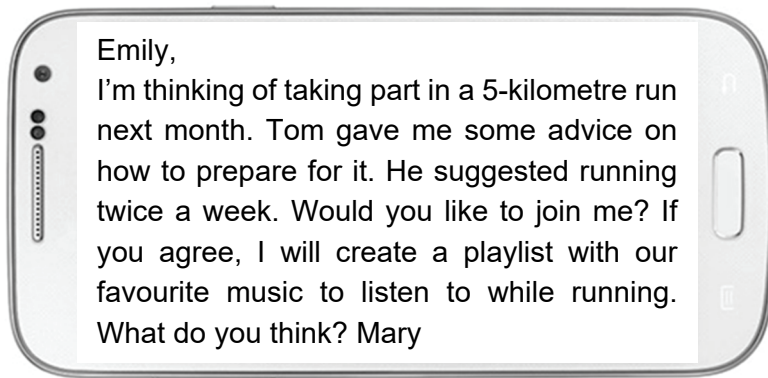 Emily,
I’m thinking of taking part in a 5-kilometre run
next month. Tom gave me some advice on
how to prepare for it. He suggested running
twice a week. Would you like to join me? If
you agree, I will create a playlist with our
favourite music to listen to while running.
What do you think? Mary